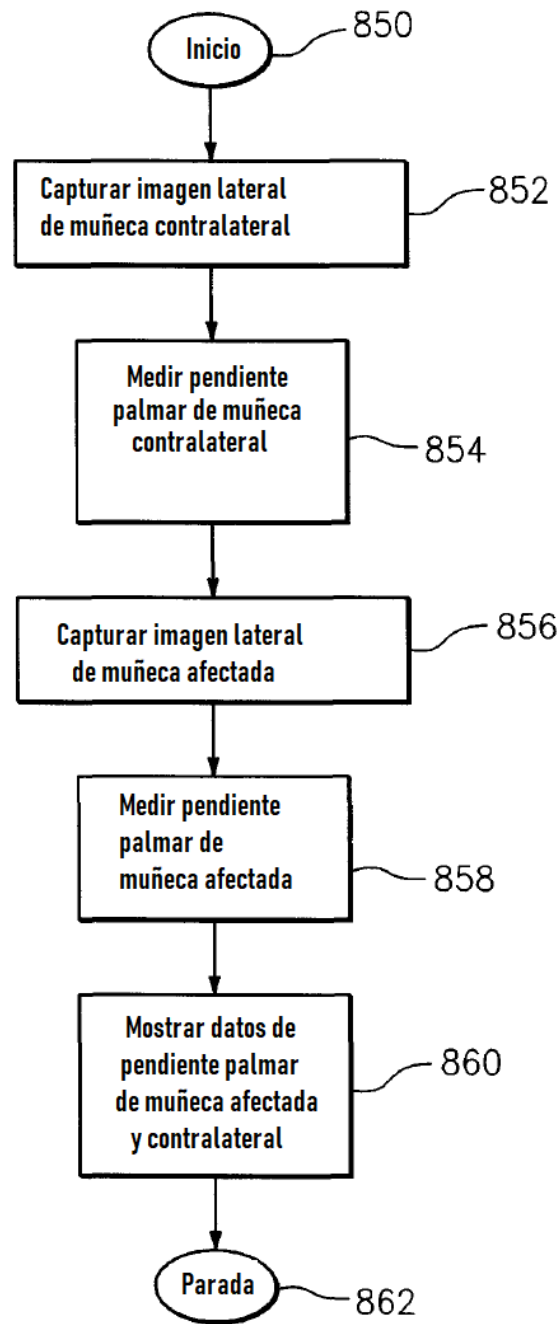 Inicio
850
Capturar imagen lateral
de muñeca contralateral
852
Medir pendiente
palmar de muñeca
contralateral
854
Capturar imagen lateral
de muñeca afectada
856
Medir pendiente
palmar de
muñeca afectada
858
Mostrar datos de
pendiente palmar
de muñeca afectada
y contralateral
860
Parada
862